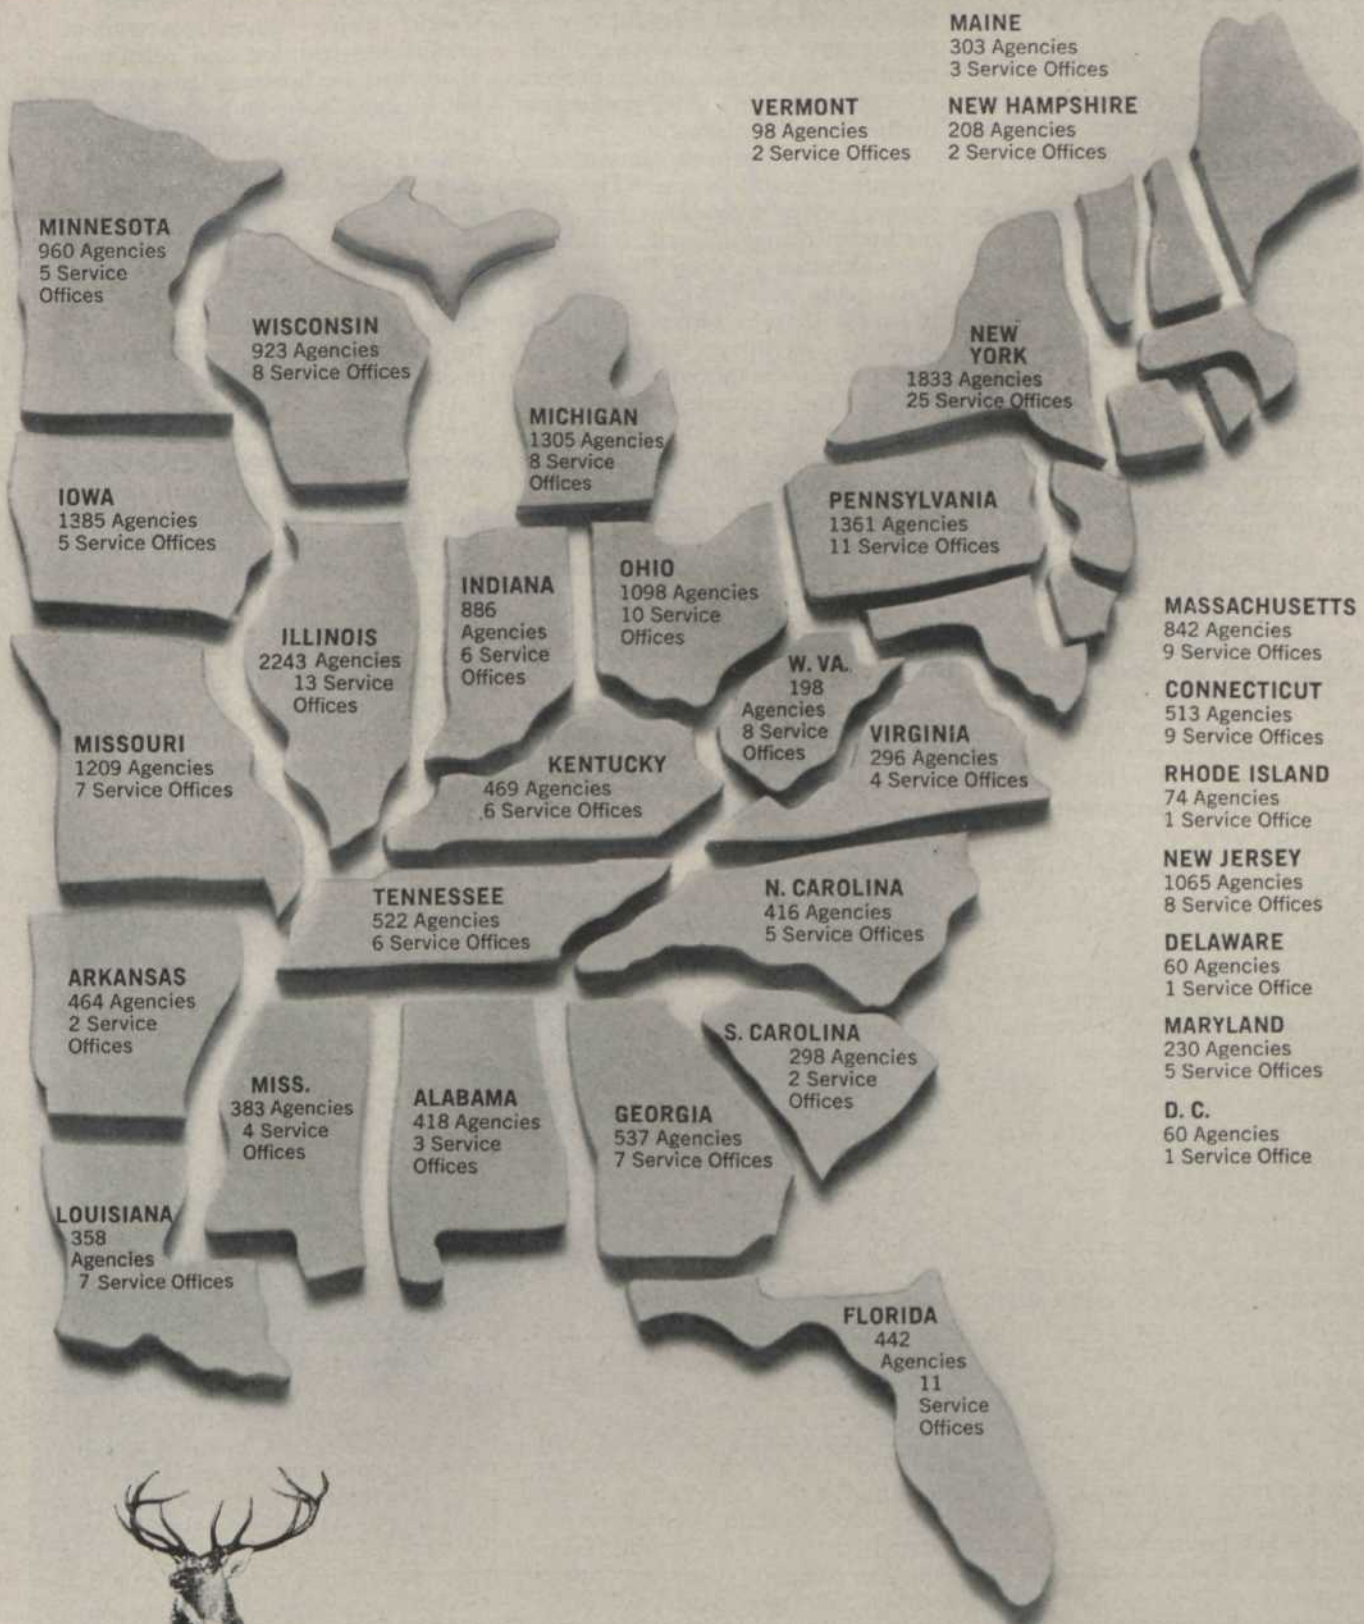 MAINE
303 Agencies
3 Service Offices
VERMONT
98 Agencies
2 Service Offices
NEW HAMPSHIRE
208 Agencies
2 Service Offices
MINNESOTA
960 Agencies
5 Service
Offices
WISCONSIN
923 Agencies
8 Service Offices
MICHIGAN
1305 Agencies
8 Service
Offices
NEW
YORK
1833 Agencies
25 Service Offices
IOWA
1385 Agencies
5 Service Offices
PENNSYLVANIA
1361 Agencies
11 Service Offices
INDIANA
886
Agencies
6 Service
Offices
OHIO
1098 Agencies
10 Service
Offices
ILLINOIS
2243 Agencies
13 Service
Offices
W. VA.
198
Agencies
8 Service
Offices
MISSOURI
1209 Agencies
7 Service Offices
KENTUCKY
469 Agencies
6 Service Offices
VIRGINIA
296 Agencies
4 Service Offices
TENNESSEE
522 Agencies
6 Service Offices
N. CAROLINA
416 Agencies
5 Service Offices
ARKANSAS
464 Agencies
2 Service
Offices
MISS.
383 Agencies
4 Service
Offices
ALABAMA
418 Agencies
3 Service
Offices
GEORGIA
537 Agencies
7 Service Offices
S. CAROLINA
298 Agencies
2 Service
Offices
LOUISIANA
358
Agencies
7 Service Offices
FLORIDA
442
Agencies
11
Service
Offices
MASSACHUSETTS
842 Agencies
9 Service Offices
CONNECTICUT
513 Agencies
9 Service Offices
RHODE ISLAND
74 Agencies
1 Service Office
NEW JERSEY
1065 Agencies
8 Service Offices
DELAWARE
60 Agencies
1 Service Office
MARYLAND
230 Agencies
5 Service Offices
D. C.
60 Agencies
1 Service Office